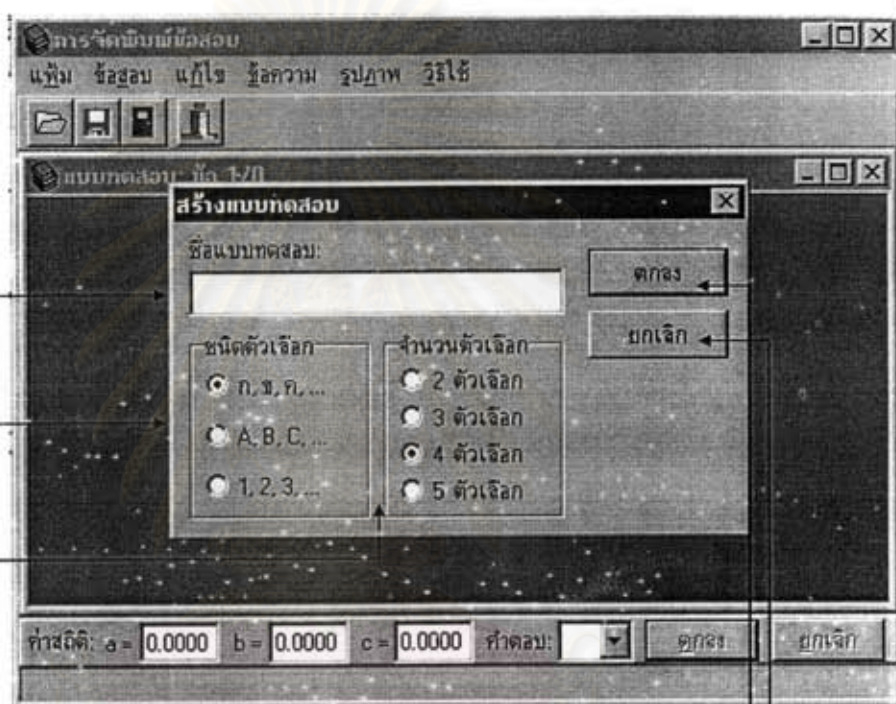 การจัดพิมพ์ข้อสอบ
แฟ้ม ข้อสอบ แก้ไข ข้อความ รูปภาพ วิธีใช้
แบบทดสอบ: ข้อ 1/0
สร้างแบบทดสอบ
ชื่อแบบทดสอบ:
ตกลง
ยกเลิก
ชนิดตัวเลือก
ก, ข, ค, ...
A, B, C, ...
1, 2, 3, ...
จำนวนตัวเลือก
2 ตัวเลือก
3 ตัวเลือก
4 ตัวเลือก
5 ตัวเลือก
ค่าสถิติ: a = 0.0000 b = 0.0000 c = 0.0000 คำตอบ: ตกลง ยกเลิก